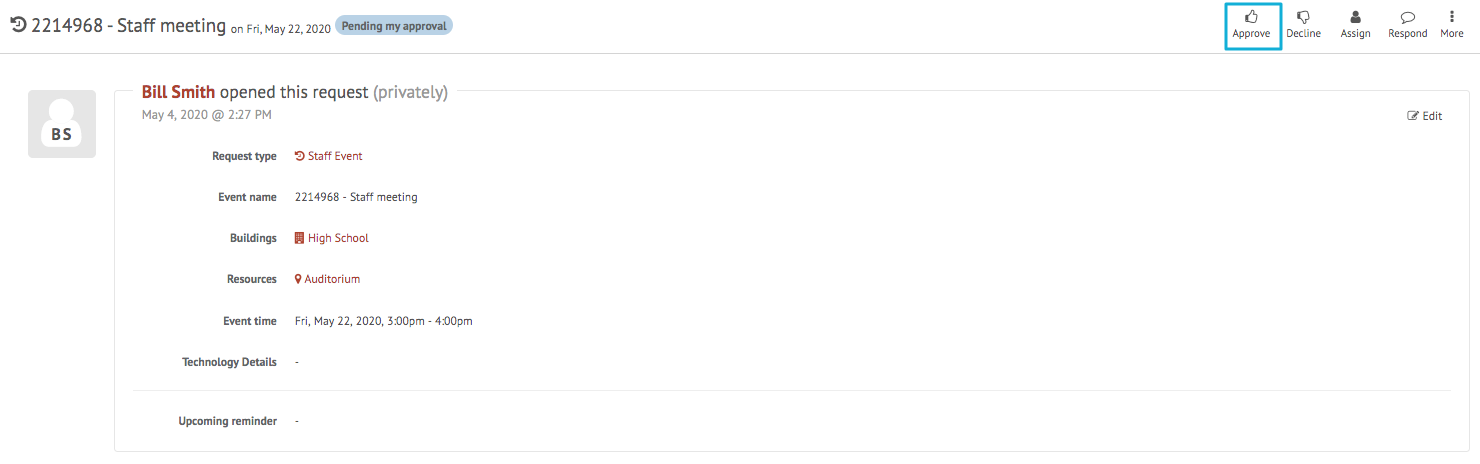 2214968 - Staff meeting on Fri, May 22, 2020 Pending my approval
Approve Decline Assign Respond More
Bill Smith opened this request (privately)
May 4, 2020 @ 2:27 PM
Edit
BS
Request type Staff Event
Event name 2214968 - Staff meeting
Buildings High School
Resources Auditorium
Event time Fri, May 22, 2020, 3:00pm - 4:00pm
Technology Details -
Upcoming reminder -